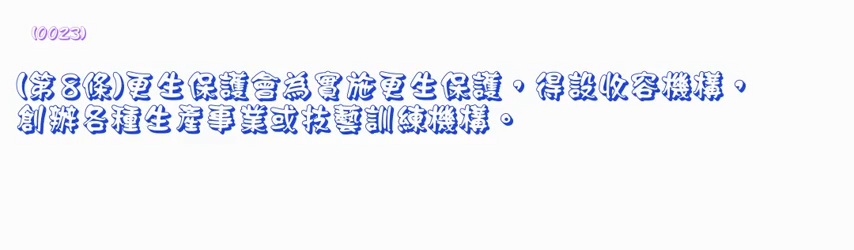 (0023)
(第8條)更生保護會為實施更生保護，得設收容機構，
創辦各種生產事業或技藝訓練機構。